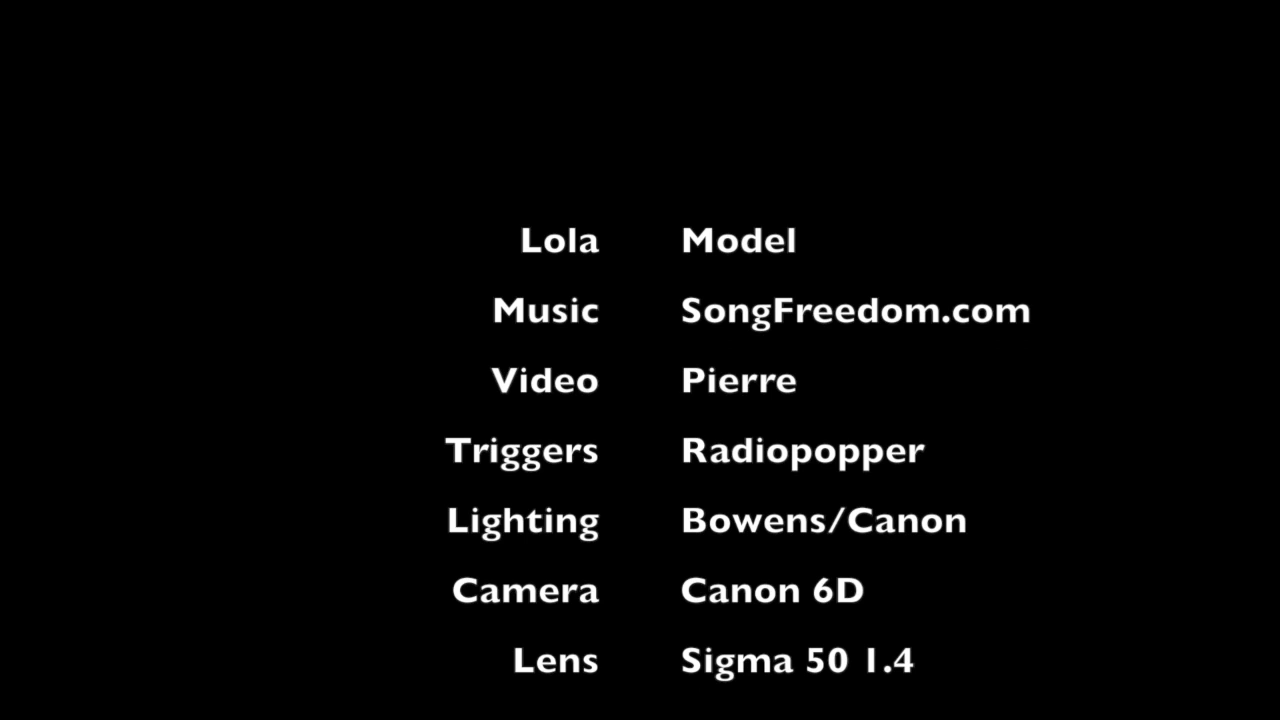 Lola Model
Music SongFreedom.com
Video Pierre
Triggers Radiopopper
Lighting Bowens/Canon
Camera Canon 6D
Lens Sigma 50 1.4